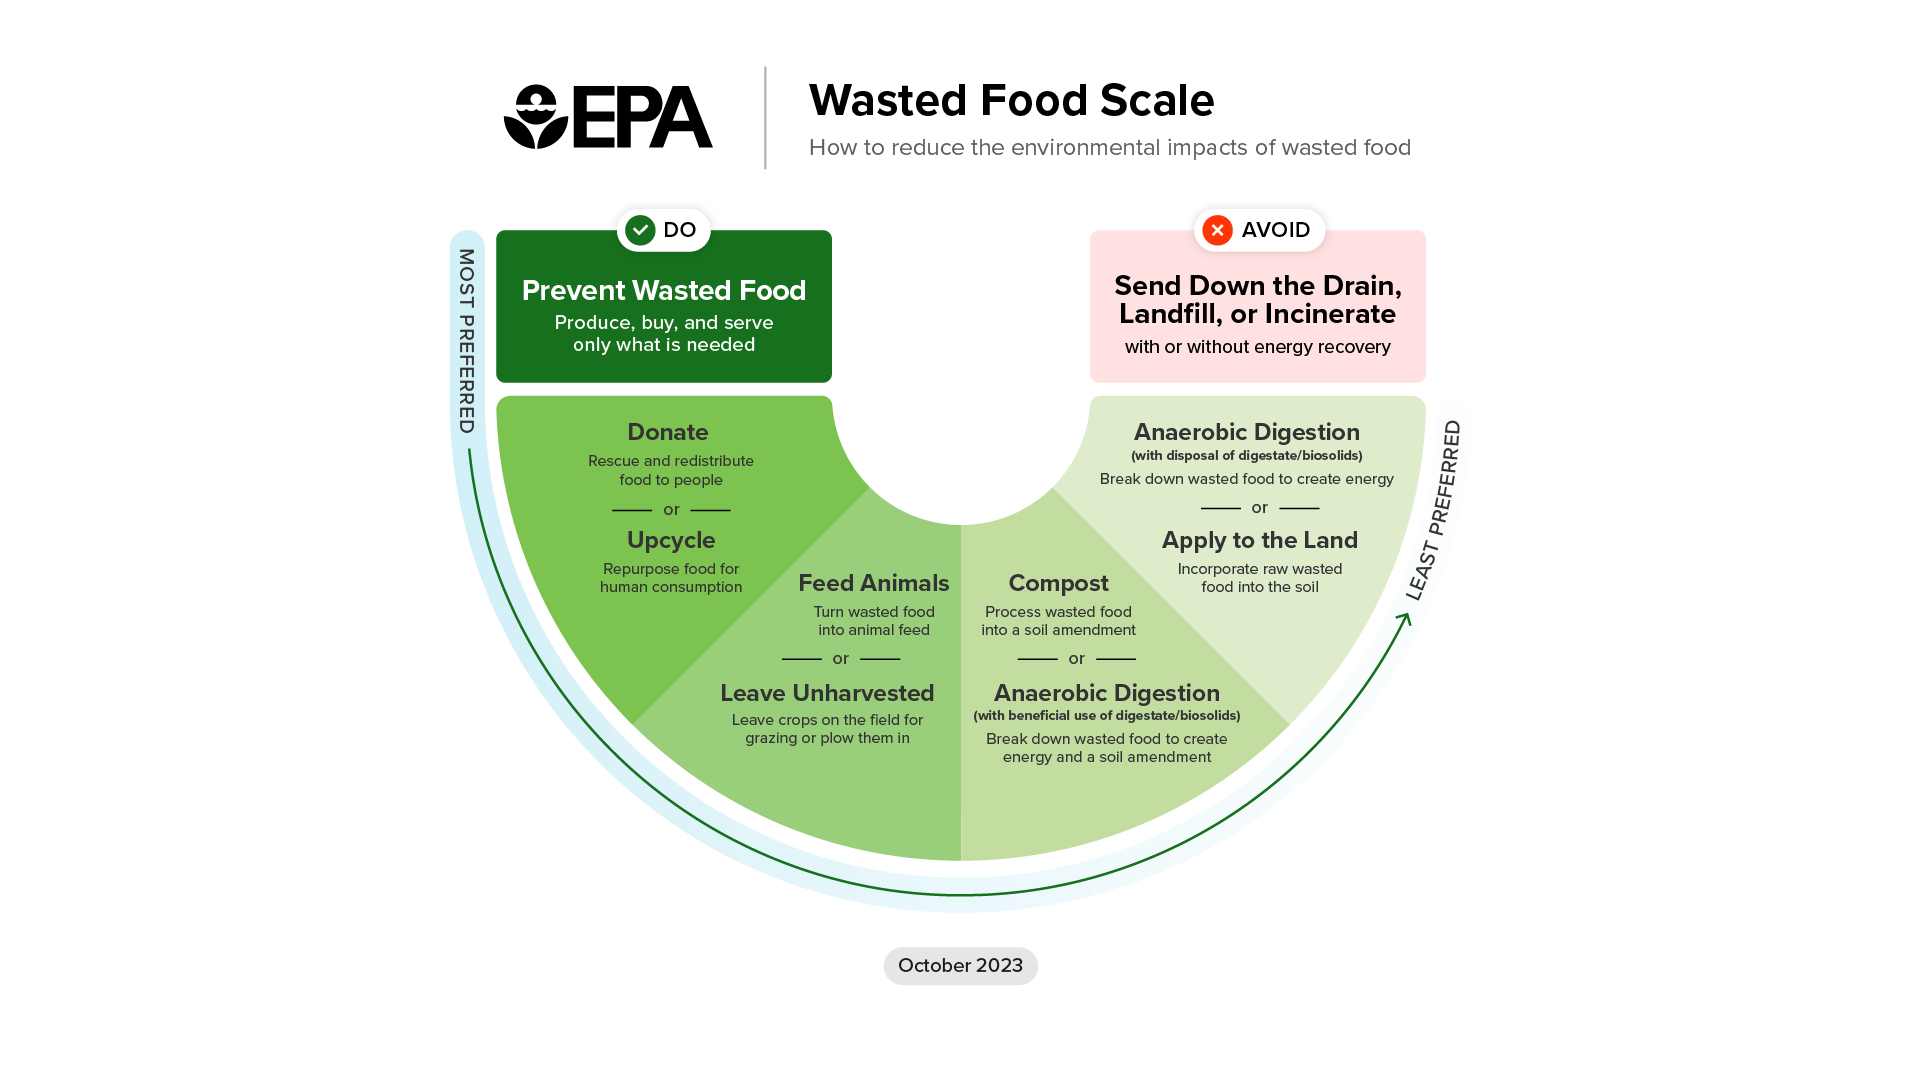 EPA
Wasted Food Scale
How to reduce the environmental impacts of wasted food
DO
Prevent Wasted Food
Produce, buy, and serve
only what is needed
AVOID
Send Down the Drain,
Landfill, or Incinerate
with or without energy recovery
MOST PREFERRED
Donate
Rescue and redistribute
food to people
or
Upcycle
Repurpose food for
human consumption
Feed Animals
Turn wasted food
into animal feed
or
Leave Unharvested
Leave crops on the field for
grazing or plow them in
Compost
Process wasted food
into a soil amendment
or
Anaerobic Digestion
(with beneficial use of digestate/biosolids)
Break down wasted food to create
energy and a soil amendment
Anaerobic Digestion
(with disposal of digestate/biosolids)
Break down wasted food to create energy
or
Apply to the Land
Incorporate raw wasted
food into the soil
LEAST PREFERRED
October 2023